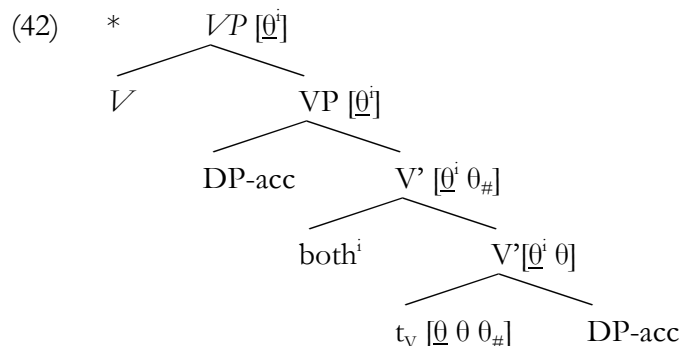 (42) * VP [θ̲ⁱ]
V VP [θ̲ⁱ]
DP-acc V’ [θ̲ⁱ θ#]
bothⁱ V’[θ̲ⁱ θ]
tᵥ [θ̲ θ θ#] DP-acc